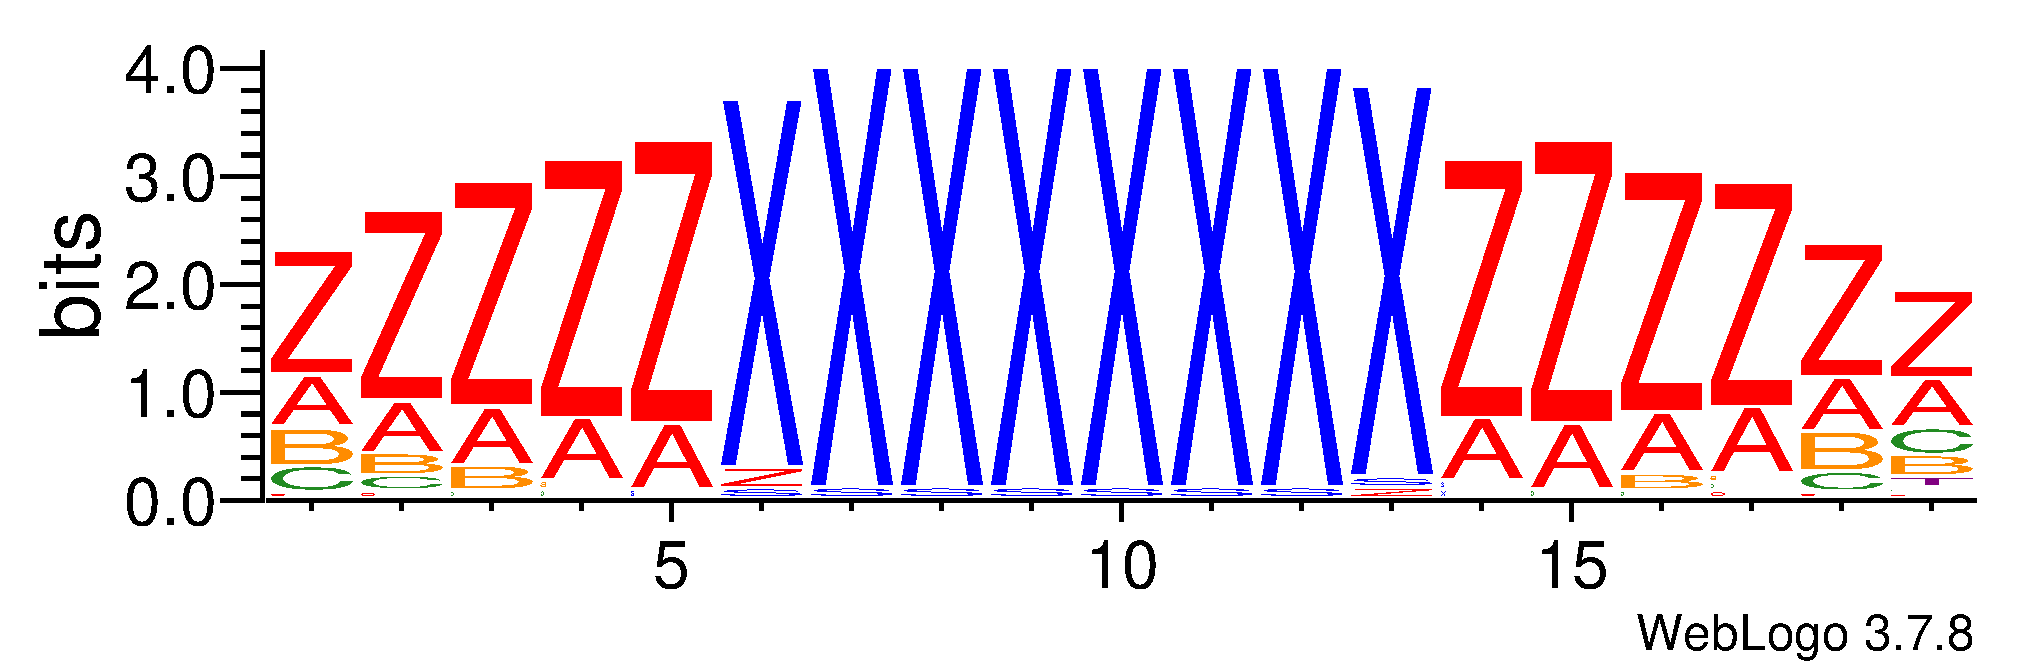 4.0
3.0
2.0
1.0
0.0
bits
Z Z Z Z Z X X X X X X X X Z Z Z Z Z Z
A A A A A Z S S S S S S S A A A A A A
B B B S Z B B C
C C C B
T
5 10 15
WebLogo 3.7.8